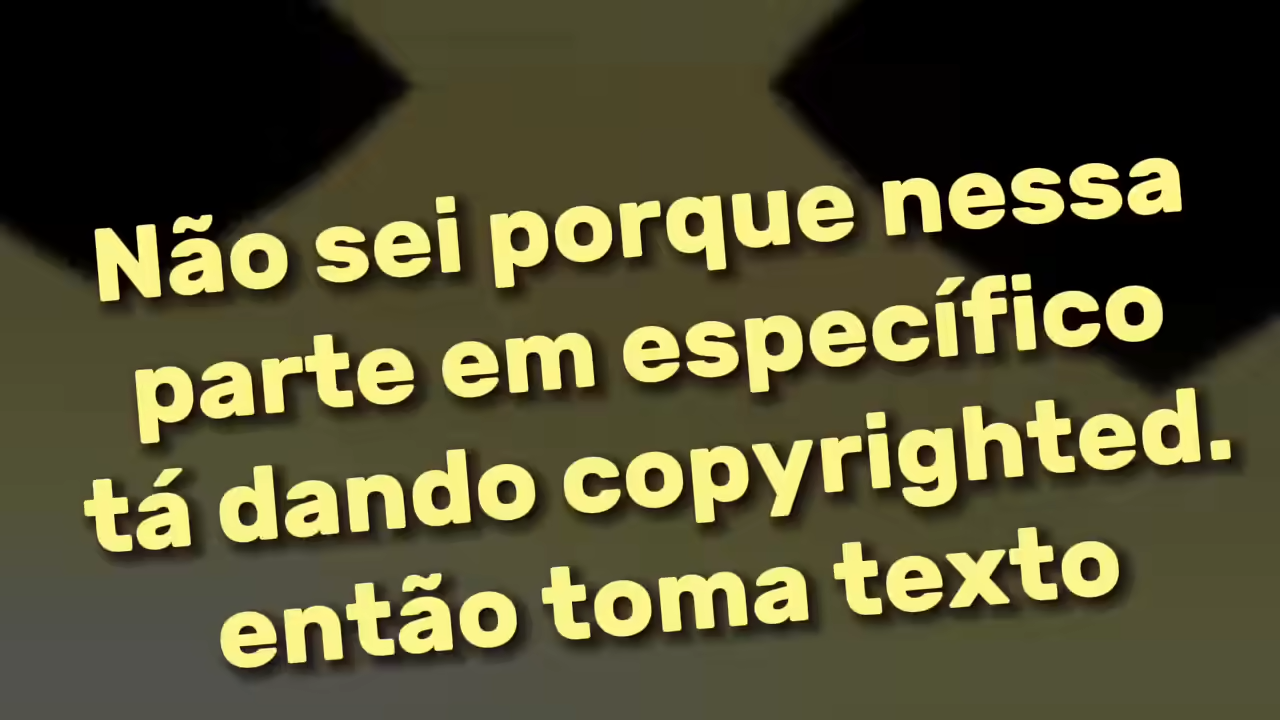 Não sei porque nessa
parte em específico
tá dando copyrighted.
então toma texto